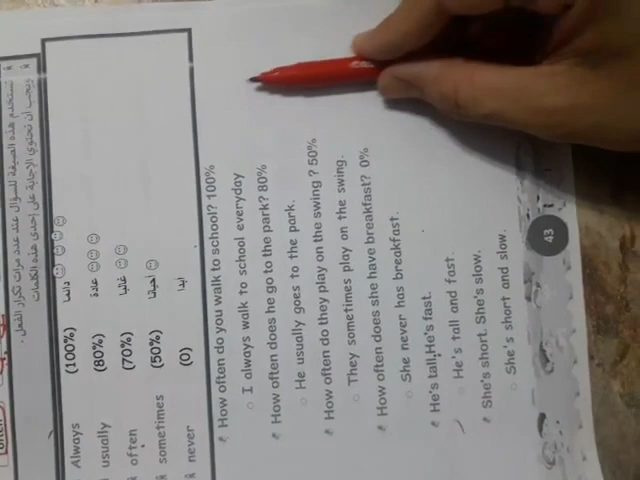 نستخدم هذه الصيغة للسؤال عند عدد مرات تكرار الفعل.
ويجب أن تحتوي الإجابة على إحدى هذه الكلمات
Always (100%) دائما
usually (80%) عادة
often (70%) غالبا
sometimes (50%) احيانا
never (0) ابدا
How often do you walk to school? 100%
I always walk to school everyday
How often does he go to the park? 80%
He usually goes to the park.
How often do they play on the swing ? 50%
They sometimes play on the swing.
How often does she have breakfast? 0%
She never has breakfast.
He's tall,He's fast.
He's tall and fast.
She's short. She's slow.
She's short and slow.
43